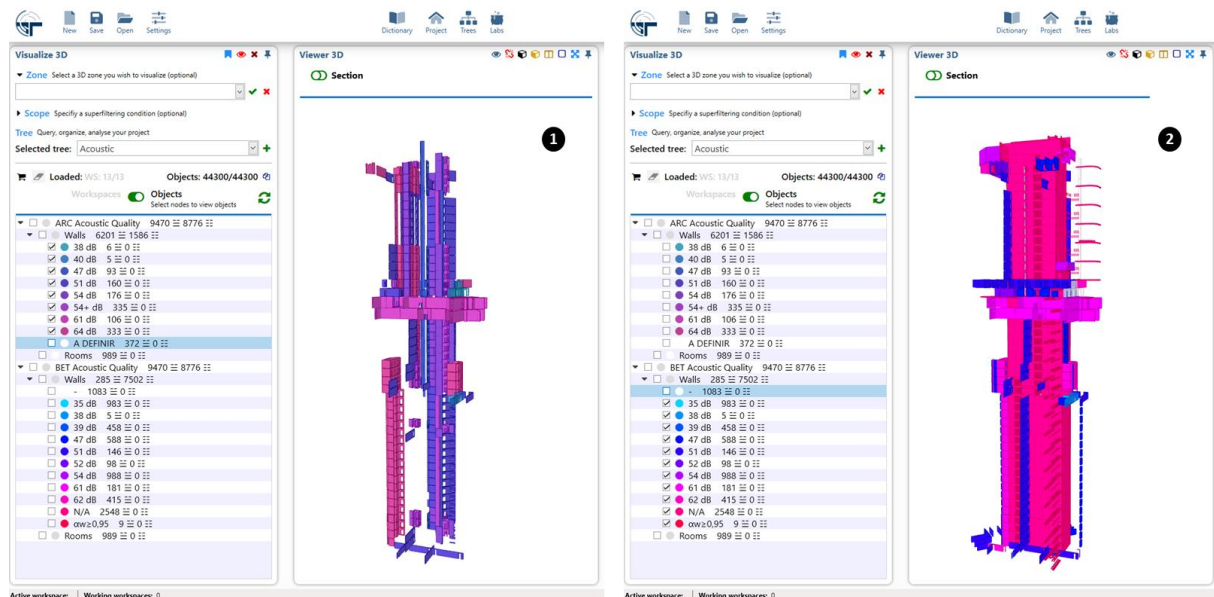 New Save Open Settings Dictionary Project Trees Labs
Visualize 3D
Zone Select a 3D zone you wish to visualize (optional)
Scope Specifiy a superfiltering condition (optional)
Tree Query, organize, analyse your project
Selected tree: Acoustic
Loaded: WS: 13/13 Objects: 44300/44300
Workspaces Objects
Select nodes to view objects
ARC Acoustic Quality 9470 8776
Walls 6201 1586
38 dB 6 0
40 dB 5 0
47 dB 93 0
51 dB 160 0
54 dB 176 0
54+ dB 335 0
61 dB 106 0
64 dB 333 0
A DEFINIR 372 0
Rooms 989 0
BET Acoustic Quality 9470 8776
Walls 285 7502
- 1083 0
35 dB 983 0
38 dB 5 0
39 dB 458 0
47 dB 588 0
51 dB 146 0
52 dB 98 0
54 dB 988 0
61 dB 181 0
62 dB 415 0
N/A 2548 0
αw≥0,95 9 0
Rooms 989 0
Active workspace: Working workspaces: 0
Viewer 3D
Section
1
New Save Open Settings Dictionary Project Trees Labs
Visualize 3D
Zone Select a 3D zone you wish to visualize (optional)
Scope Specifiy a superfiltering condition (optional)
Tree Query, organize, analyse your project
Selected tree: Acoustic
Loaded: WS: 13/13 Objects: 44300/44300
Workspaces Objects
Select nodes to view objects
ARC Acoustic Quality 9470 8776
Walls 6201 1586
38 dB 6 0
40 dB 5 0
47 dB 93 0
51 dB 160 0
54 dB 176 0
54+ dB 335 0
61 dB 106 0
64 dB 333 0
A DEFINIR 372 0
Rooms 989 0
BET Acoustic Quality 9470 8776
Walls 285 7502
- 1083 0
35 dB 983 0
38 dB 5 0
39 dB 458 0
47 dB 588 0
51 dB 146 0
52 dB 98 0
54 dB 988 0
61 dB 181 0
62 dB 415 0
N/A 2548 0
αw≥0,95 9 0
Rooms 989 0
Active workspace: Working workspaces: 0
Viewer 3D
Section
2